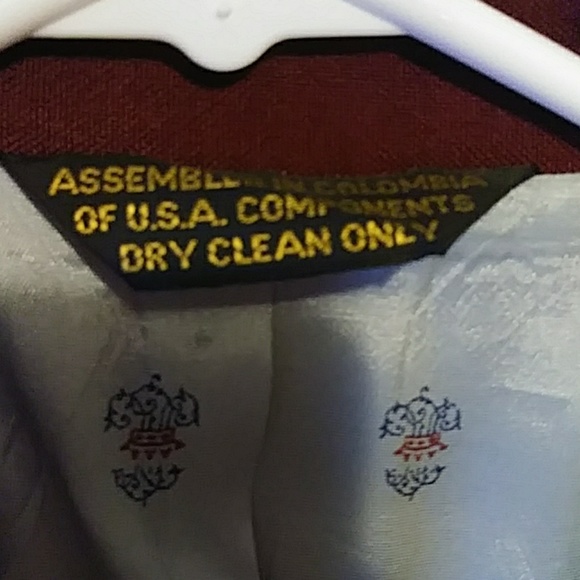 ASSEMBLED IN COLOMBIA
OF U.S.A. COMPONENTS
DRY CLEAN ONLY